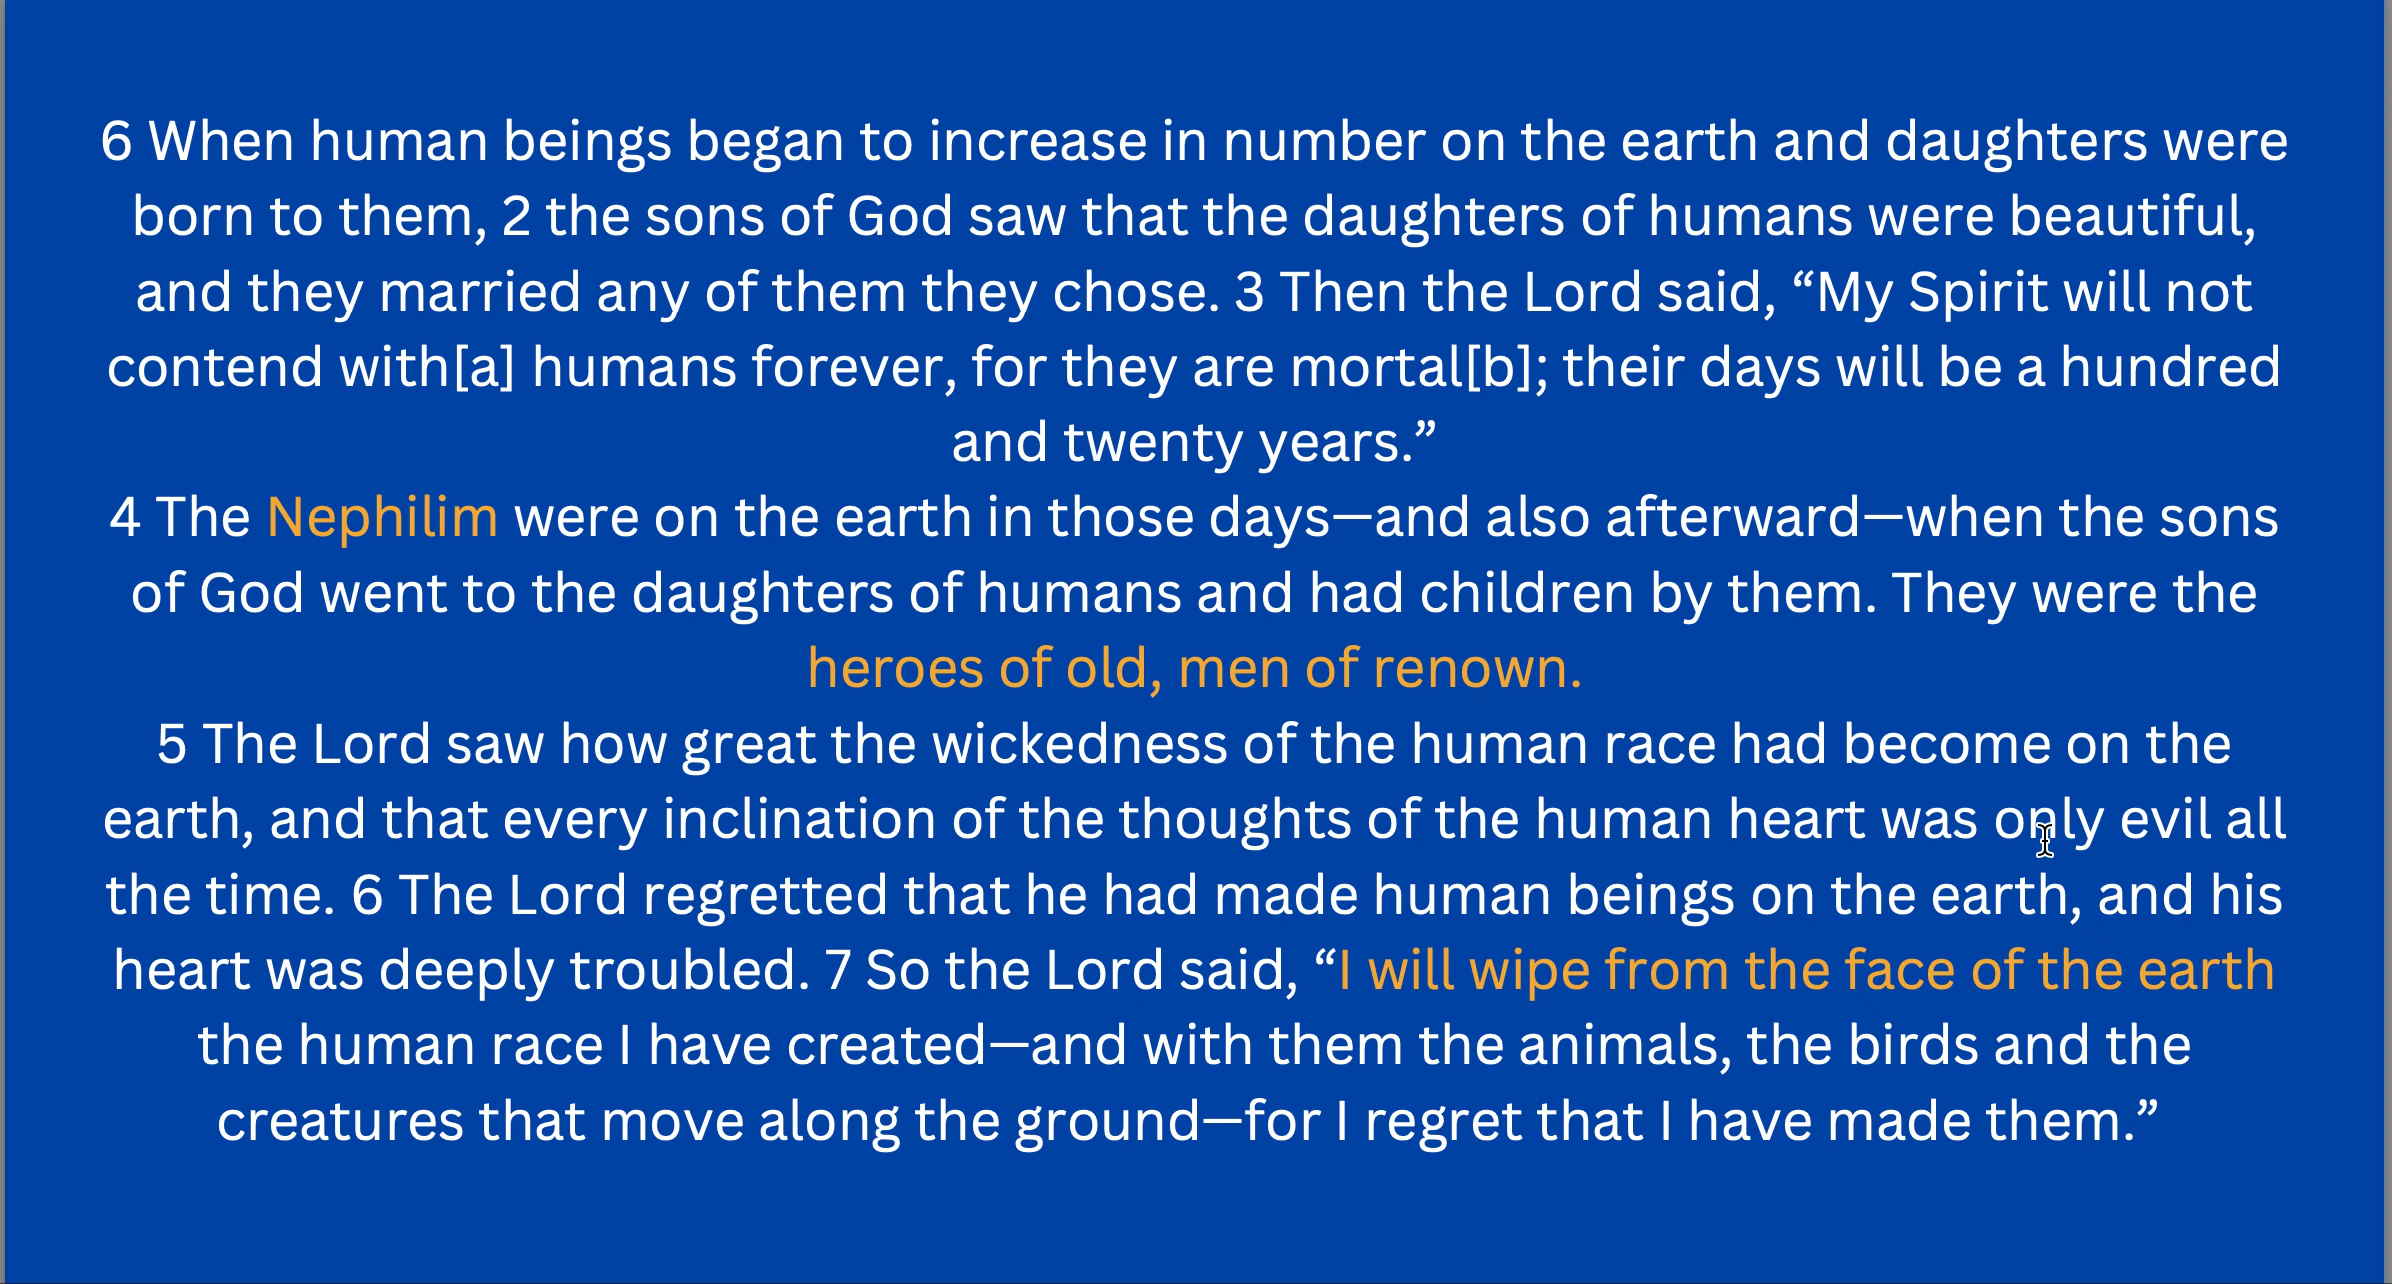 6 When human beings began to increase in number on the earth and daughters were
born to them, 2 the sons of God saw that the daughters of humans were beautiful,
and they married any of them they chose. 3 Then the Lord said, “My Spirit will not
contend with[a] humans forever, for they are mortal[b]; their days will be a hundred
and twenty years.”
4 The Nephilim were on the earth in those days—and also afterward—when the sons
of God went to the daughters of humans and had children by them. They were the
heroes of old, men of renown.
5 The Lord saw how great the wickedness of the human race had become on the
earth, and that every inclination of the thoughts of the human heart was only evil all
the time. 6 The Lord regretted that he had made human beings on the earth, and his
heart was deeply troubled. 7 So the Lord said, “I will wipe from the face of the earth
the human race I have created—and with them the animals, the birds and the
creatures that move along the ground—for I regret that I have made them.”